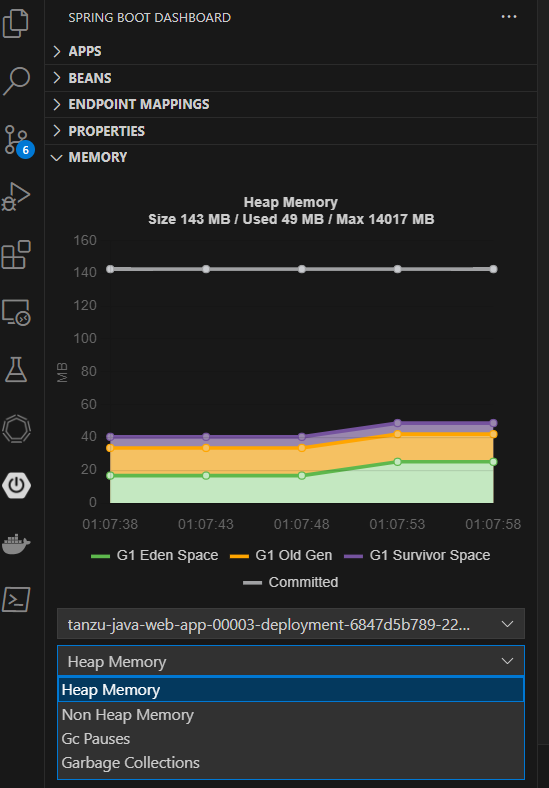 SPRING BOOT DASHBOARD
APPS
BEANS
ENDPOINT MAPPINGS
PROPERTIES
MEMORY
6
Heap Memory
Size 143 MB / Used 49 MB / Max 14017 MB
160
140
120
100
80
60
40
20
0
MB
01:07:38 01:07:43 01:07:48 01:07:53 01:07:58
G1 Eden Space G1 Old Gen G1 Survivor Space
Committed
tanzu-java-web-app-00003-deployment-6847d5b789-22...
Heap Memory
Heap Memory
Non Heap Memory
Gc Pauses
Garbage Collections